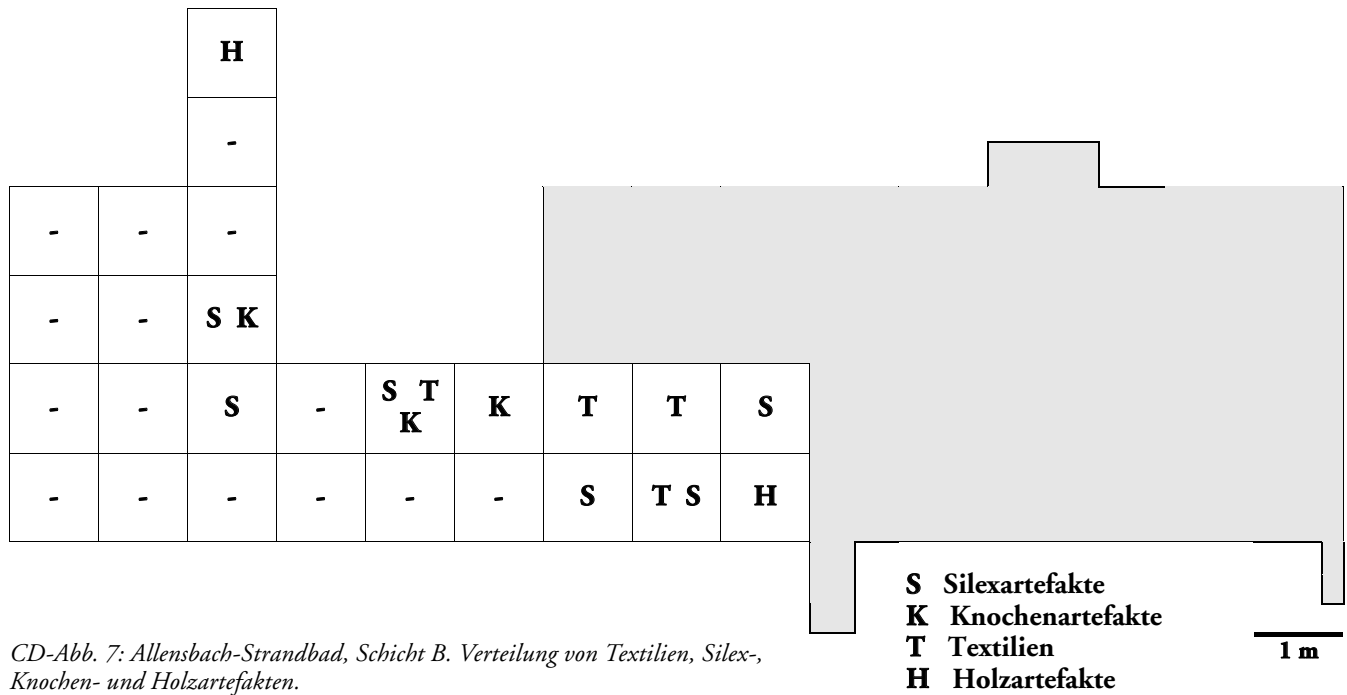 H
-
- - -
- - S K
- - S - S T K T T S
K
- - - - - - S T S H
S Silexartefakte
K Knochenartefakte
T Textilien
H Holzartefakte
1 m
CD-Abb. 7: Allensbach-Strandbad, Schicht B. Verteilung von Textilien, Silex-,
Knochen- und Holzartefakten.